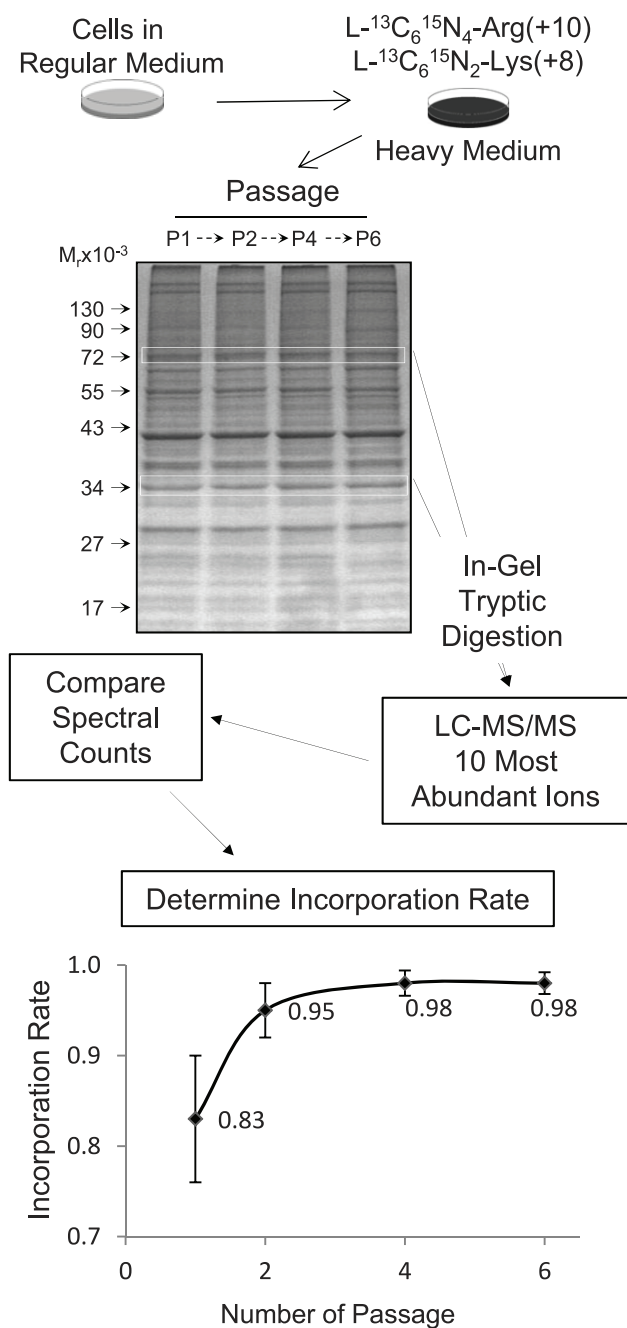 Cells in
Regular Medium
L-¹³C₆¹⁵N₄-Arg(+10)
L-¹³C₆¹⁵N₂-Lys(+8)
Heavy Medium
Passage
P1 --> P2 --> P4 --> P6
Mᵣx10⁻³
130
90
72
55
43
34
27
17
In-Gel
Tryptic
Digestion
LC-MS/MS
10 Most
Abundant Ions
Compare
Spectral
Counts
Determine Incorporation Rate
Incorporation Rate
1.0
0.9
0.8
0.7
0.83
0.95
0.98
0.98
0 2 4 6
Number of Passage